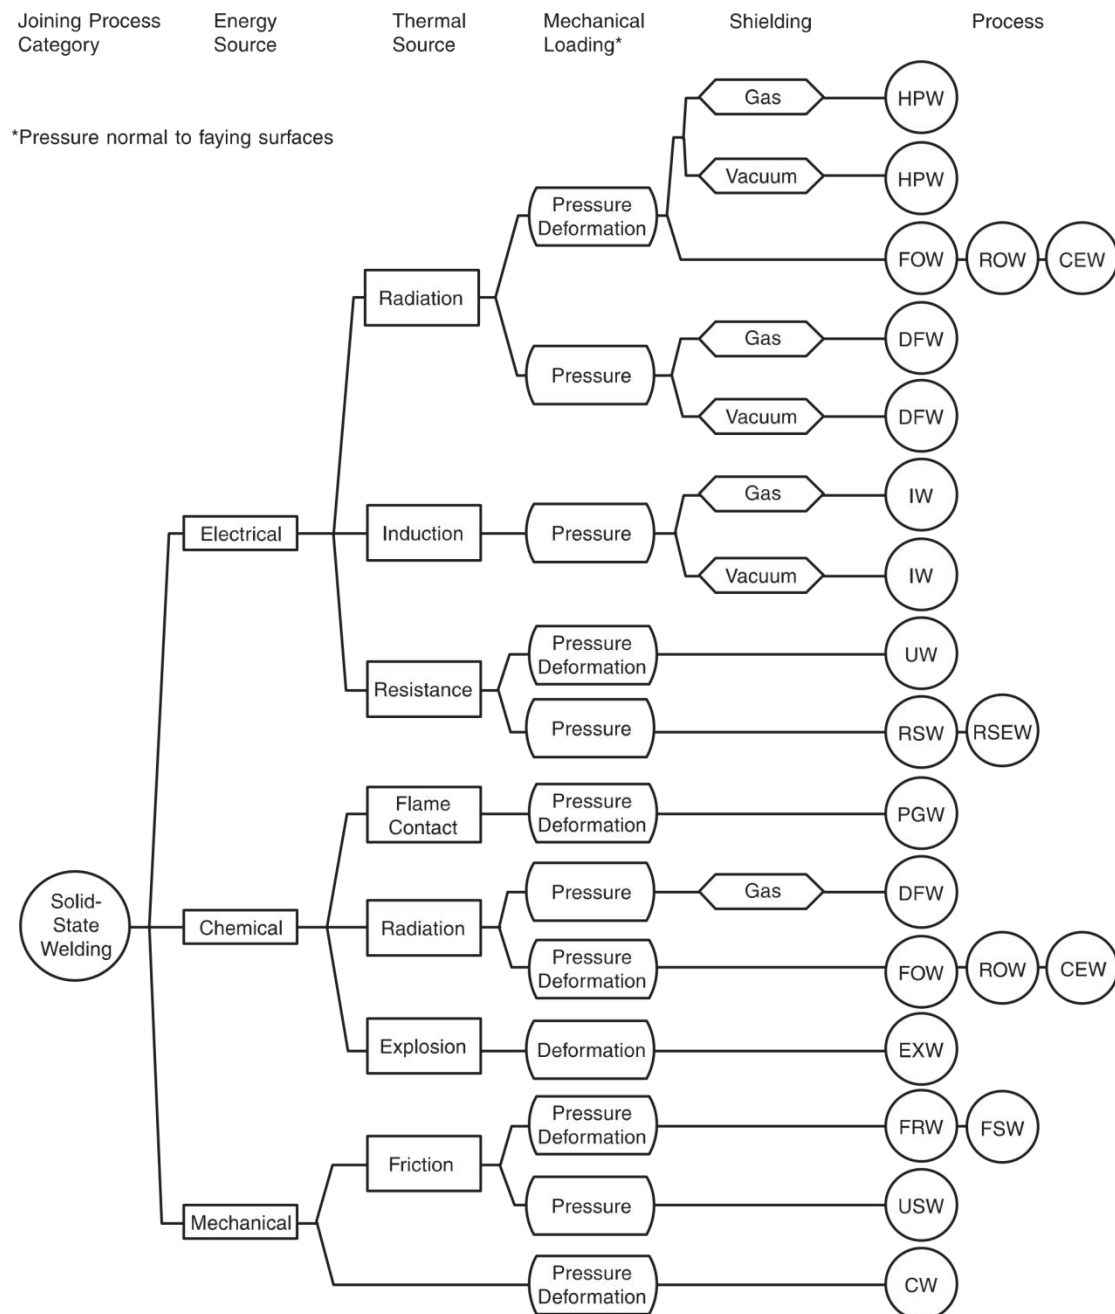 Joining Process
Category
Energy
Source
Thermal
Source
Mechanical
Loading*
Shielding
Process
*Pressure normal to faying surfaces
Gas
HPW
Vacuum
HPW
Pressure
Deformation
FOW
ROW
CEW
Radiation
Gas
DFW
Pressure
Vacuum
DFW
Gas
IW
Electrical
Induction
Pressure
Vacuum
IW
Pressure
Deformation
UW
Resistance
Pressure
RSW
RSEW
Flame
Contact
Pressure
Deformation
PGW
Pressure
Gas
DFW
Solid-
State
Welding
Chemical
Radiation
Pressure
Deformation
FOW
ROW
CEW
Explosion
Deformation
EXW
Pressure
Deformation
FRW
FSW
Friction
Pressure
USW
Mechanical
Pressure
Deformation
CW